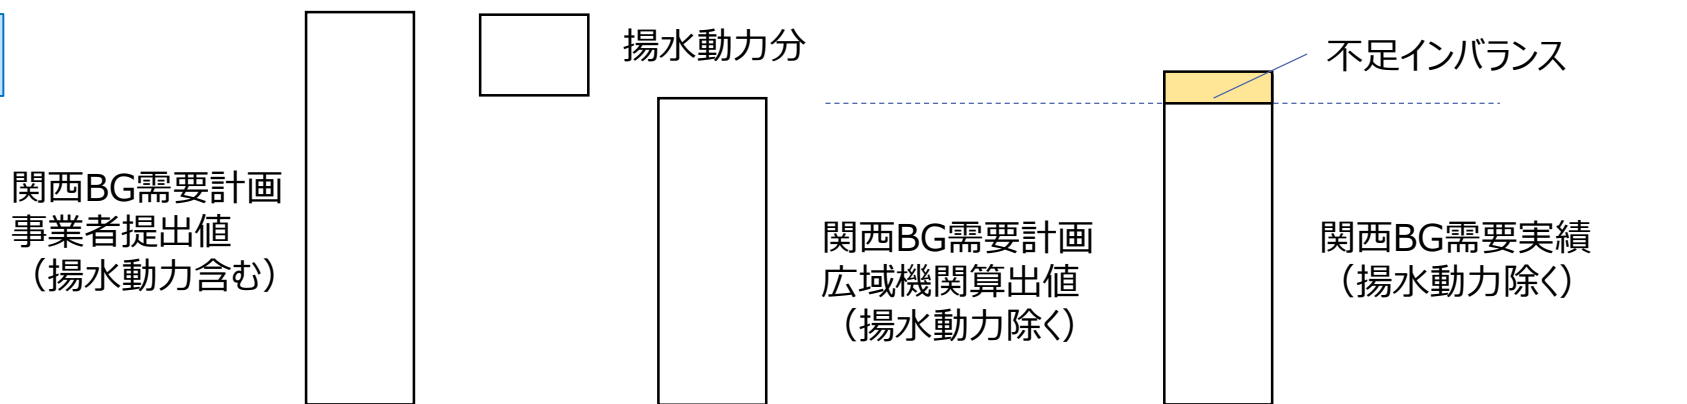 揚水動力分
不足インバランス
関西BG需要計画
事業者提出値
（揚水動力含む）
関西BG需要計画
広域機関算出値
（揚水動力除く）
関西BG需要実績
（揚水動力除く）